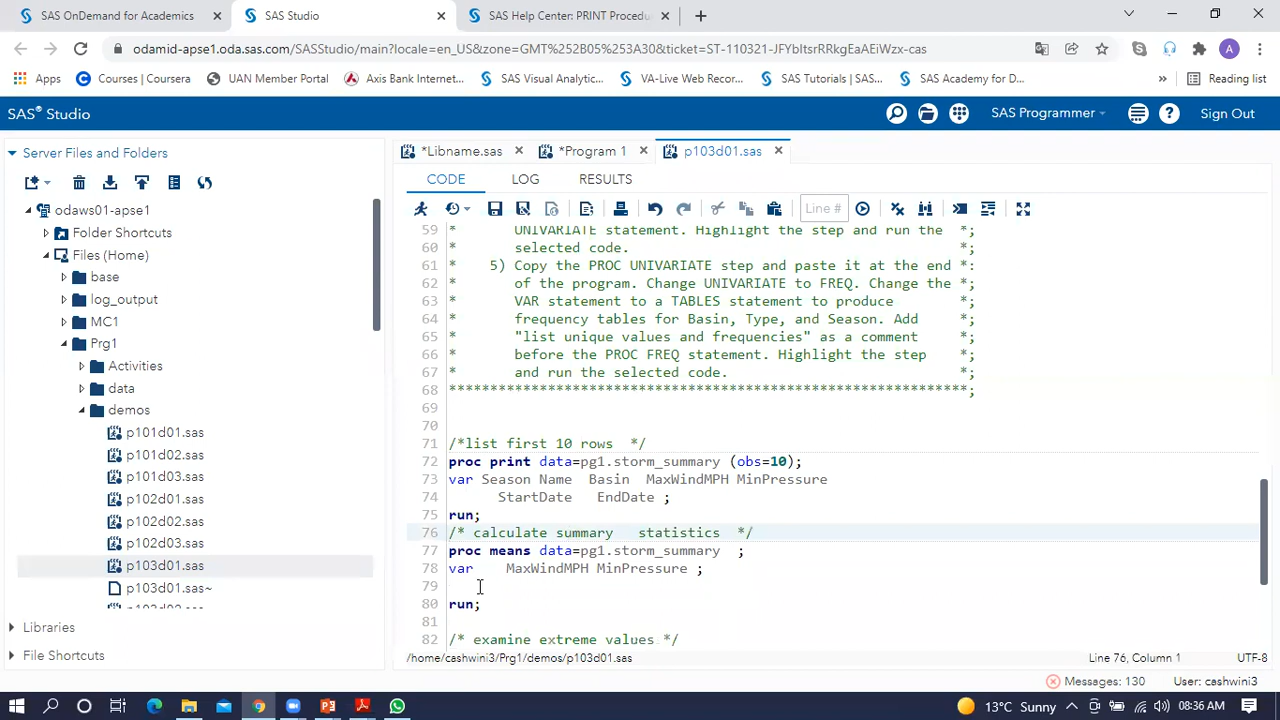 SAS OnDemand for Academics
SAS Studio
SAS Help Center: PRINT Procedu
odamid-apse1.oda.sas.com/SASStudio/main?locale=en_US&zone=GMT%252B05%253A30&ticket=ST-110321-JFYbItsrRRkgEaAEiWzx-cas
A
Apps
Courses | Coursera
UAN Member Portal
Axis Bank Internet...
SAS Visual Analytic...
VA-Live Web Recor...
SAS Tutorials | SAS...
SAS Academy for D...
»
Reading list
SAS® Studio
SAS Programmer
Sign Out
Server Files and Folders
odaws01-apse1
Folder Shortcuts
Files (Home)
base
log_output
MC1
Prg1
Activities
data
demos
p101d01.sas
p101d02.sas
p101d03.sas
p102d01.sas
p102d02.sas
p102d03.sas
p103d01.sas
p103d01.sas~
Libraries
File Shortcuts
*Libname.sas
*Program 1
p103d01.sas
CODE
LOG
RESULTS
Line #
59 * UNIVARIATE statement. Highlight the step and run the *;
60 * selected code. *;
61 * 5) Copy the PROC UNIVARIATE step and paste it at the end *:
62 * of the program. Change UNIVARIATE to FREQ. Change the *;
63 * VAR statement to a TABLES statement to produce *;
64 * frequency tables for Basin, Type, and Season. Add *;
65 * "list unique values and frequencies" as a comment *;
66 * before the PROC FREQ statement. Highlight the step *;
67 * and run the selected code. *;
68 ***************************************************************;
69
70
71 /*list first 10 rows */
72 proc print data=pg1.storm_summary (obs=10);
73 var Season Name Basin MaxWindMPH MinPressure
74 StartDate EndDate ;
75 run;
76 /* calculate summary statistics */
77 proc means data=pg1.storm_summary ;
78 var MaxWindMPH MinPressure ;
79
80 run;
81
82 /* examine extreme values */
/home/cashwini3/Prg1/demos/p103d01.sas
Line 76, Column 1
UTF-8
Messages: 130
User: cashwini3
13°C Sunny
08:36 AM